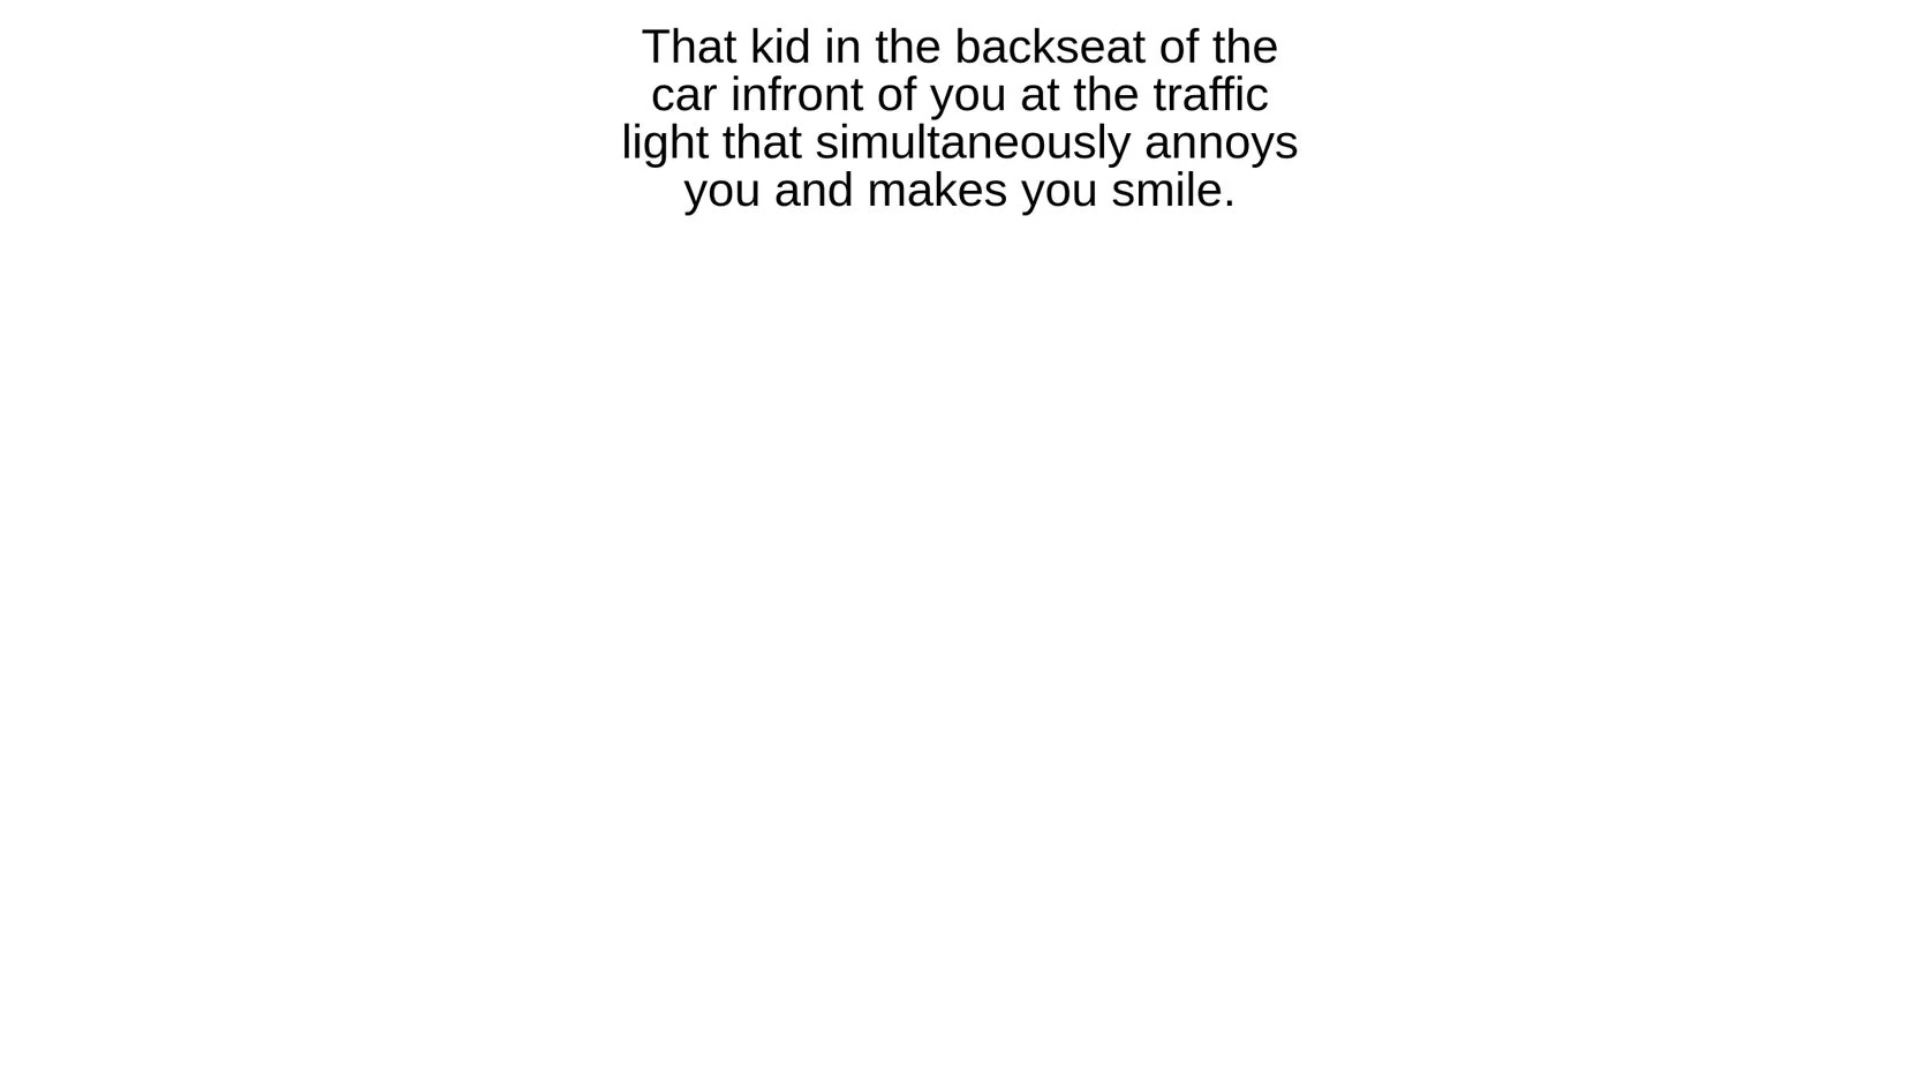 That kid in the backseat of the
car infront of you at the traffic
light that simultaneously annoys
you and makes you smile.